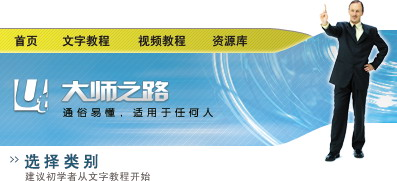 首页 文字教程 视频教程 资源库
大师之路
通俗易懂，适用于任何人
选择类别
建议初学者从文字教程开始